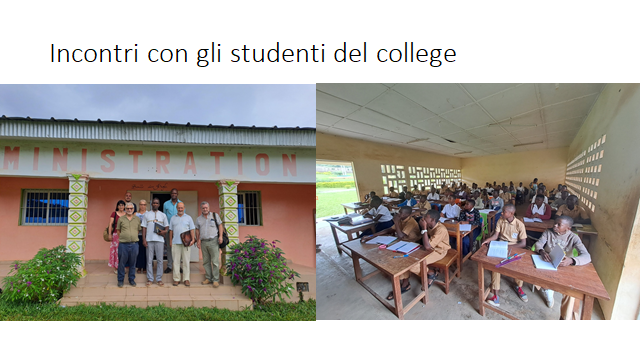 Incontri con gli studenti del college
MINISTRATION